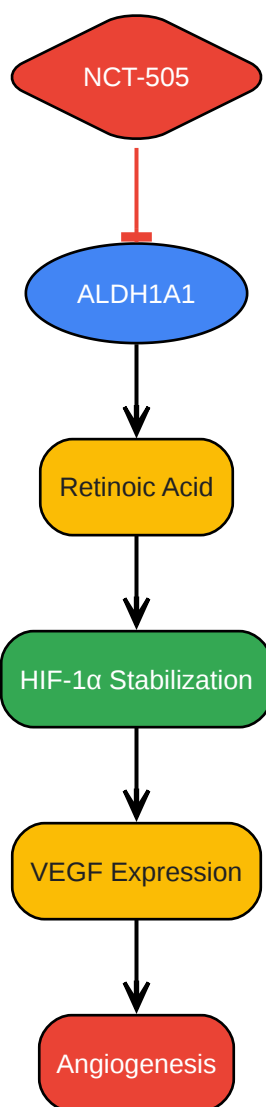 NCT-505
ALDH1A1
Retinoic Acid
HIF-1α Stabilization
VEGF Expression
Angiogenesis